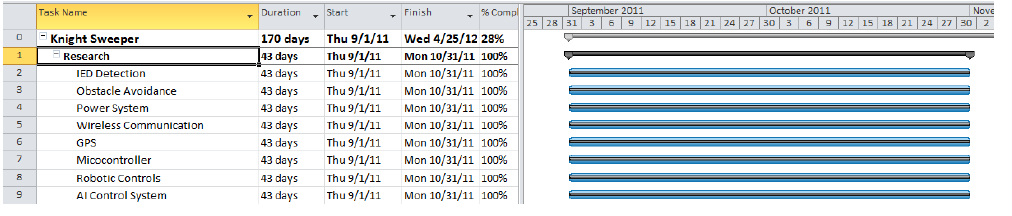 Task Name Duration Start Finish % Compl September 2011 October 2011 Nove
25 28 31 3 6 9 12 15 18 21 24 27 30 3 6 9 12 15 18 21 24 27 30 2
0 Knight Sweeper 170 days Thu 9/1/11 Wed 4/25/12 28%
1 Research 43 days Thu 9/1/11 Mon 10/31/11 100%
2 IED Detection 43 days Thu 9/1/11 Mon 10/31/11 100%
3 Obstacle Avoidance 43 days Thu 9/1/11 Mon 10/31/11 100%
4 Power System 43 days Thu 9/1/11 Mon 10/31/11 100%
5 Wireless Communication 43 days Thu 9/1/11 Mon 10/31/11 100%
6 GPS 43 days Thu 9/1/11 Mon 10/31/11 100%
7 Micocontroller 43 days Thu 9/1/11 Mon 10/31/11 100%
8 Robotic Controls 43 days Thu 9/1/11 Mon 10/31/11 100%
9 AI Control System 43 days Thu 9/1/11 Mon 10/31/11 100%